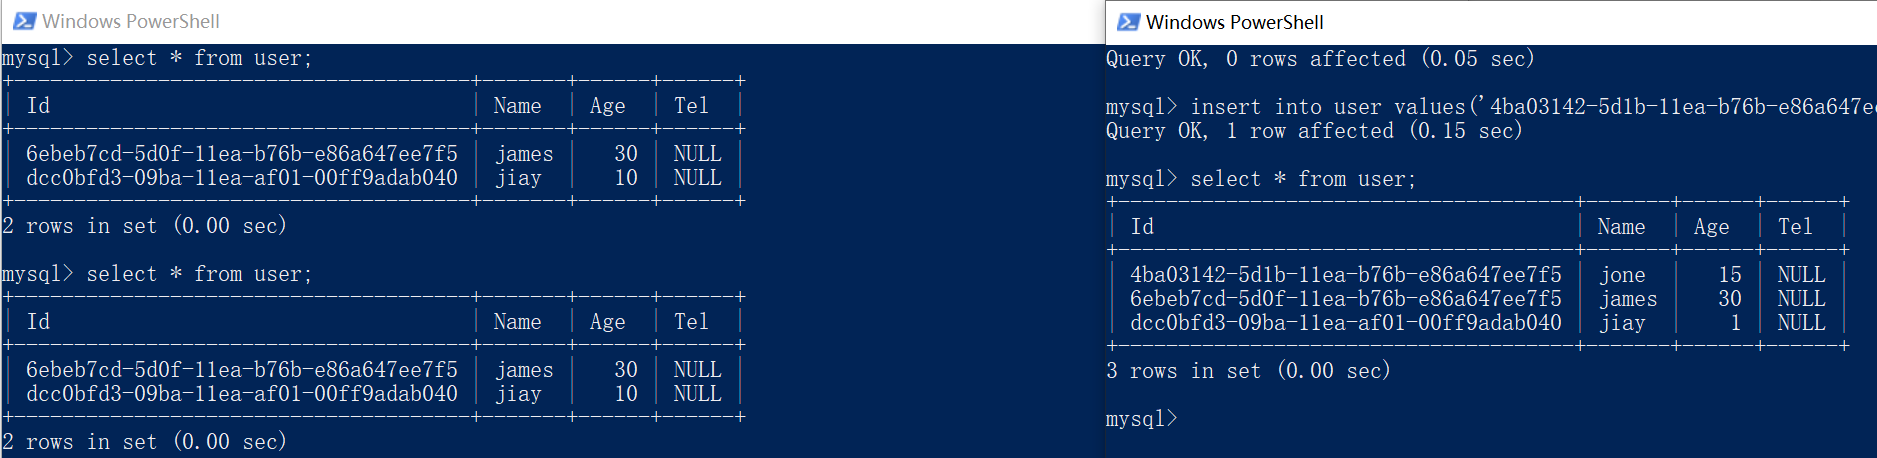 Windows PowerShell
mysql> select * from user;
+--------------------------------------+-------+------+------+
| Id | Name | Age | Tel |
+--------------------------------------+-------+------+------+
| 6ebeb7cd-5d0f-11ea-b76b-e86a647ee7f5 | james | 30 | NULL |
| dcc0bfd3-09ba-11ea-af01-00ff9adab040 | jiay | 10 | NULL |
+--------------------------------------+-------+------+------+
2 rows in set (0.00 sec)
mysql> select * from user;
+--------------------------------------+-------+------+------+
| Id | Name | Age | Tel |
+--------------------------------------+-------+------+------+
| 6ebeb7cd-5d0f-11ea-b76b-e86a647ee7f5 | james | 30 | NULL |
| dcc0bfd3-09ba-11ea-af01-00ff9adab040 | jiay | 10 | NULL |
+--------------------------------------+-------+------+------+
2 rows in set (0.00 sec)
Windows PowerShell
Query OK, 0 rows affected (0.05 sec)
mysql> insert into user values('4ba03142-5d1b-11ea-b76b-e86a647e
Query OK, 1 row affected (0.15 sec)
mysql> select * from user;
+--------------------------------------+-------+------+------+
| Id | Name | Age | Tel |
+--------------------------------------+-------+------+------+
| 4ba03142-5d1b-11ea-b76b-e86a647ee7f5 | jone | 15 | NULL |
| 6ebeb7cd-5d0f-11ea-b76b-e86a647ee7f5 | james | 30 | NULL |
| dcc0bfd3-09ba-11ea-af01-00ff9adab040 | jiay | 1 | NULL |
+--------------------------------------+-------+------+------+
3 rows in set (0.00 sec)
mysql>